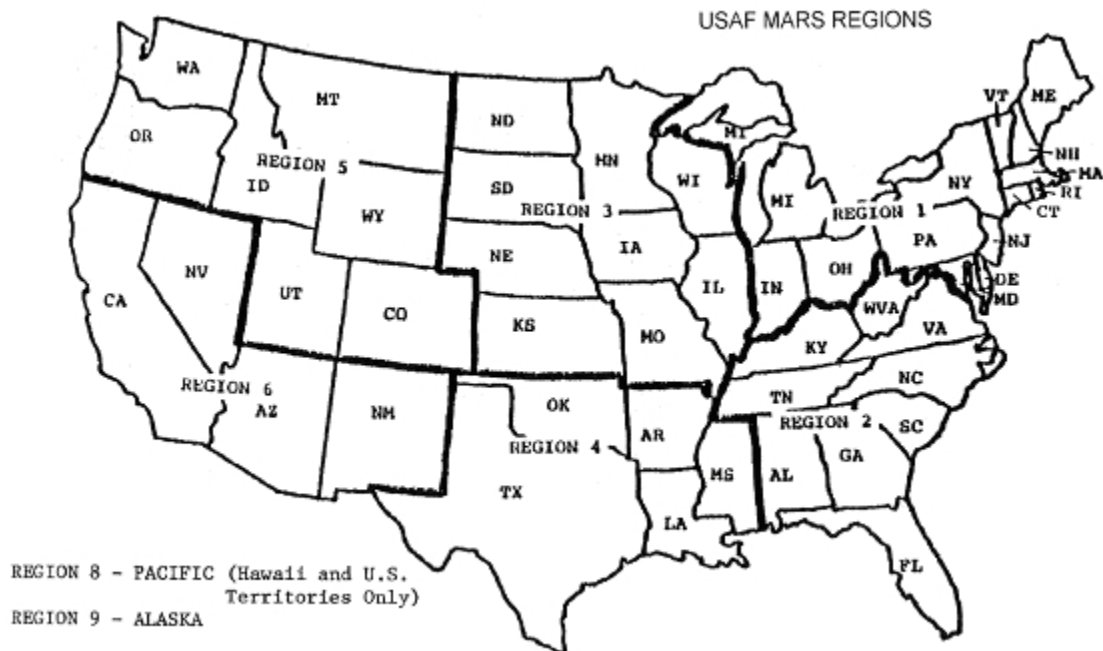 USAF MARS REGIONS
WA
MT
ND
VT
ME
OR
MN
MI
NH
MA
REGION 5
ID
SD
WI
MI
NY
RI
WY
REGION 3
REGION 1
CT
IA
PA
NJ
NE
NV
OH
CA
UT
IL
IN
DE
MD
CO
WVA
KS
MO
VA
KY
REGION 6
TN
NC
AZ
NM
OK
REGION 2
SC
AR
REGION 4
GA
MS
AL
TX
LA
FL
REGION 8 - PACIFIC (Hawaii and U.S.
Territories Only)
REGION 9 - ALASKA